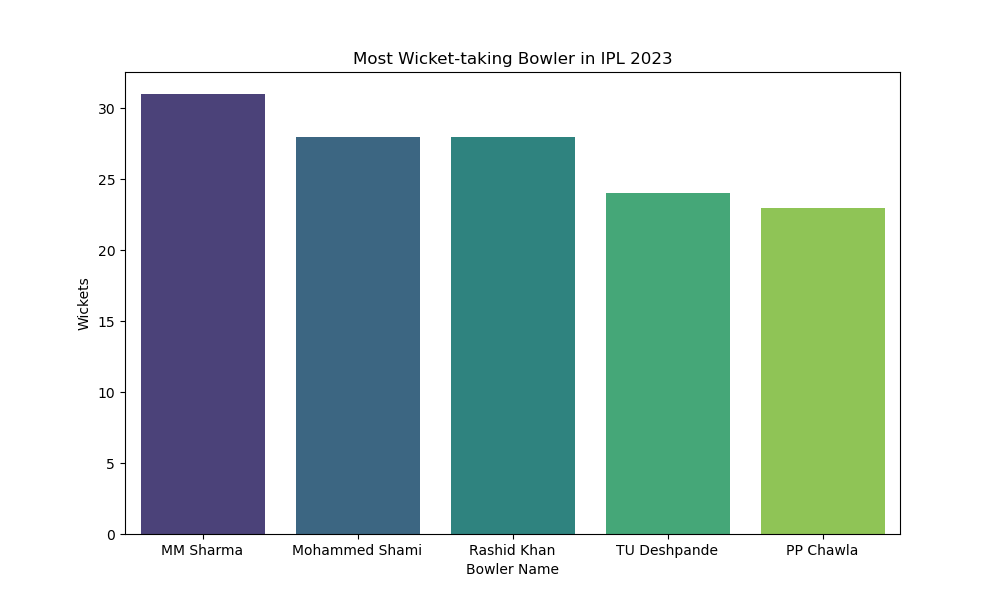 Most Wicket-taking Bowler in IPL 2023
Wickets
30
25
20
15
10
5
0
MM Sharma Mohammed Shami Rashid Khan TU Deshpande PP Chawla
Bowler Name